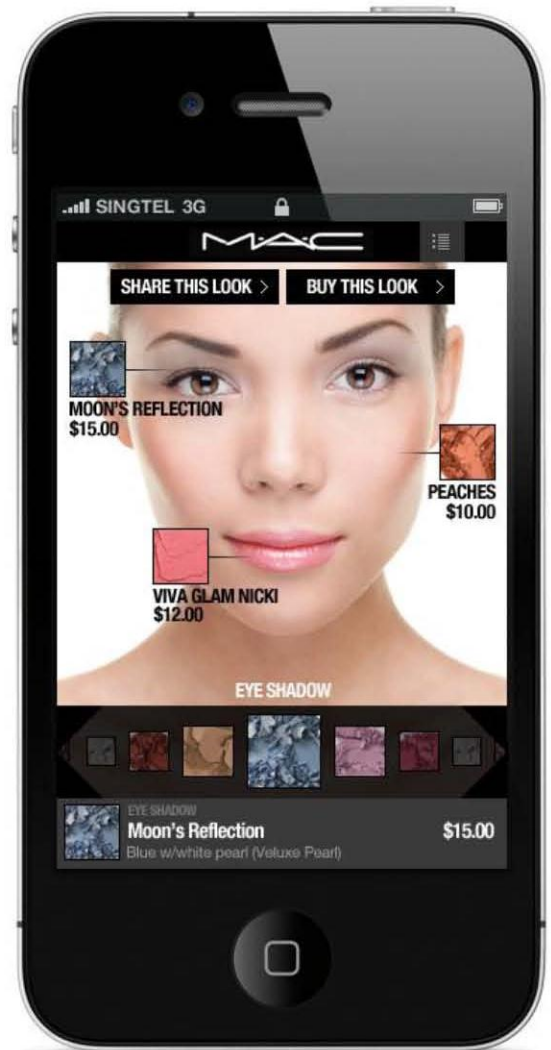 SINGTEL 3G
M·A·C
SHARE THIS LOOK >
BUY THIS LOOK >
MOON'S REFLECTION
$15.00
PEACHES
$10.00
VIVA GLAM NICKI
$12.00
EYE SHADOW
EYE SHADOW
Moon's Reflection
$15.00
Blue w/white pearl (Veluxe Pearl)